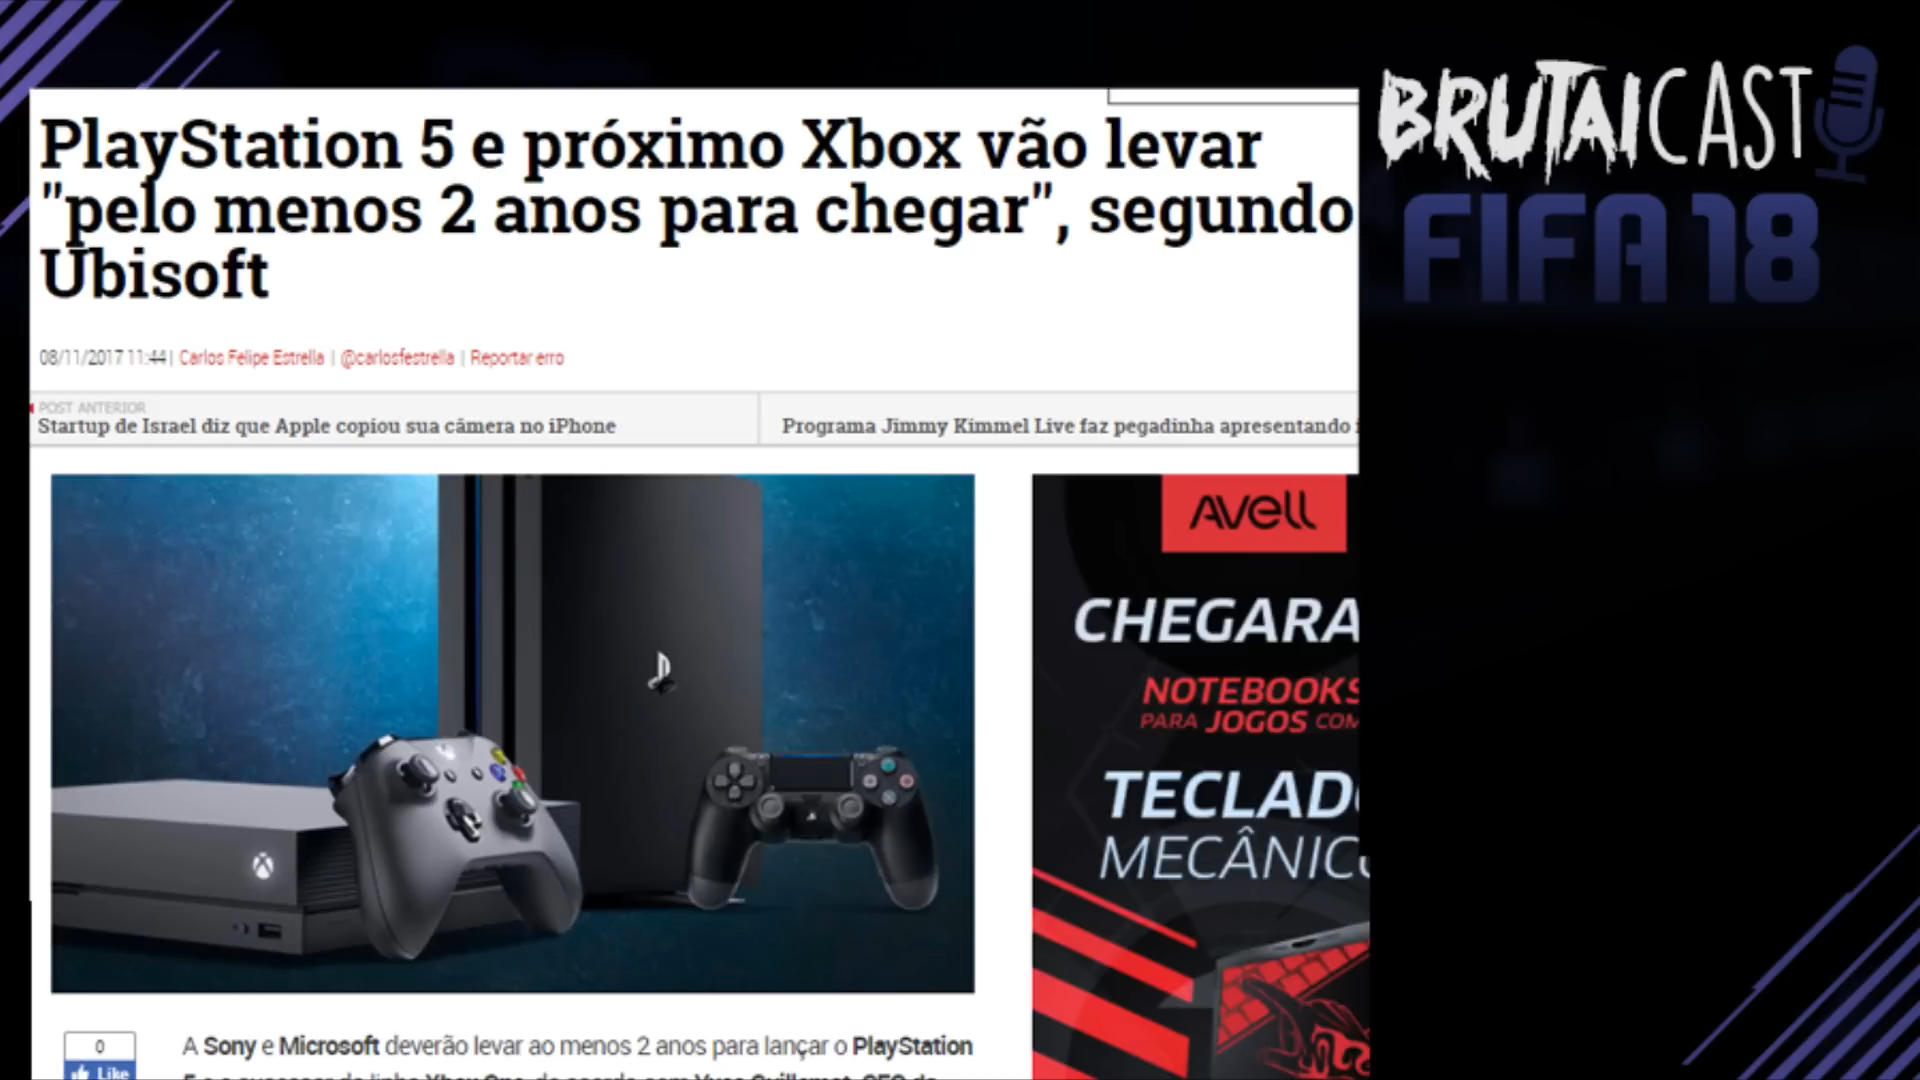 PlayStation 5 e próximo Xbox vão levar
"pelo menos 2 anos para chegar", segundo
Ubisoft
08/11/2017 11:44 | Carlos Felipe Estrella | @carlosfestrella | Reportar erro
POST ANTERIOR
Startup de Israel diz que Apple copiou sua câmera no iPhone
Programa Jimmy Kimmel Live faz pegadinha apresentando
0
Like
A Sony e Microsoft deverão levar ao menos 2 anos para lançar o PlayStation
AVell
CHEGARA
NOTEBOOKS
PARA JOGOS COM
TECLAD
MECÂNIC
BRUTALCAST
FIFA 18